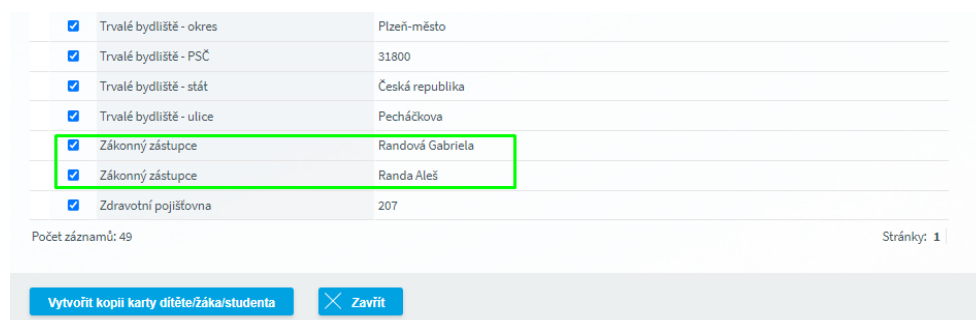 Trvalé bydliště - okres Plzeň-město
Trvalé bydliště - PSČ 31800
Trvalé bydliště - stát Česká republika
Trvalé bydliště - ulice Pecháčkova
Zákonný zástupce Randová Gabriela
Zákonný zástupce Randa Aleš
Zdravotní pojišťovna 207
Počet záznamů: 49 Stránky: 1
Vytvořit kopii karty dítěte/žáka/studenta Zavřít